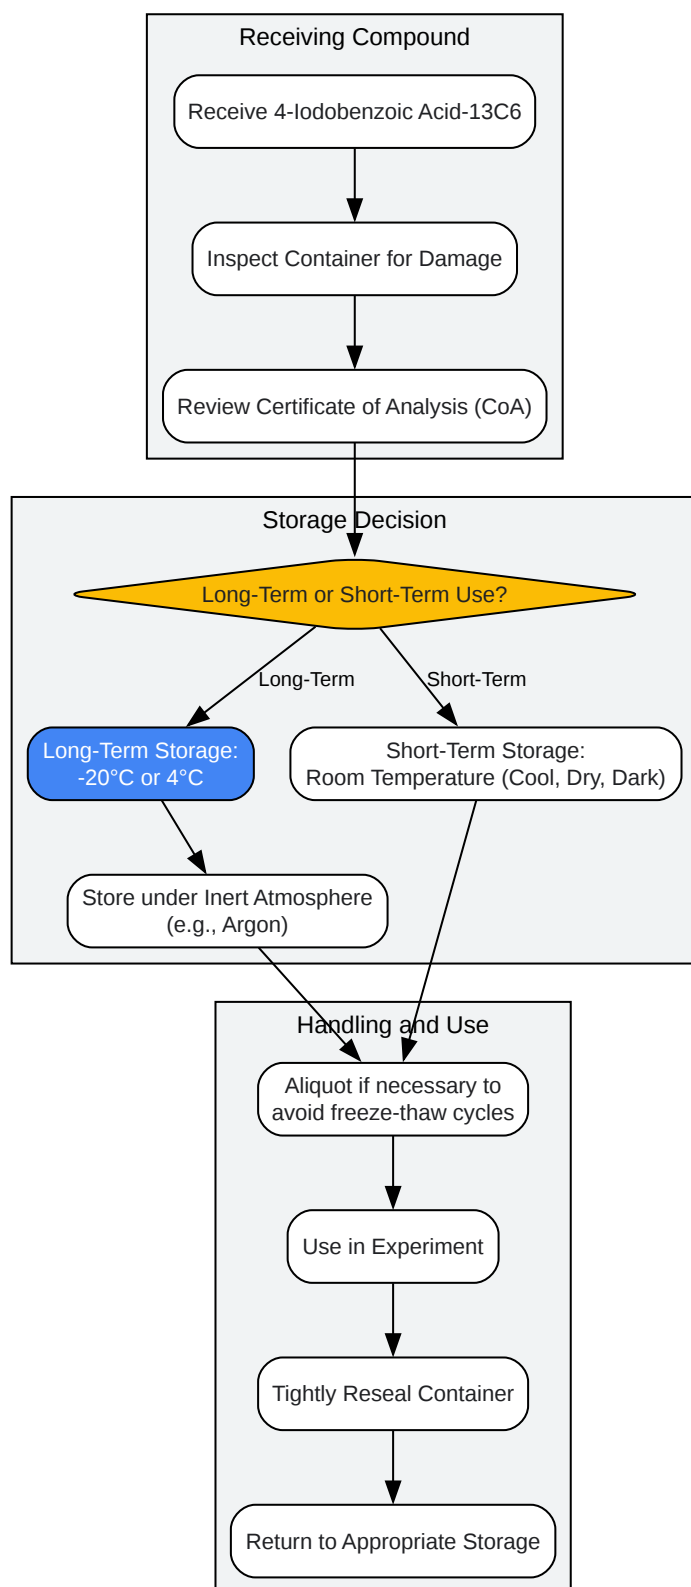 Receiving Compound
Receive 4-Iodobenzoic Acid-13C6
Inspect Container for Damage
Review Certificate of Analysis (CoA)
Storage Decision
Long-Term or Short-Term Use?
Long-Term
Short-Term
Long-Term Storage:
-20°C or 4°C
Short-Term Storage:
Room Temperature (Cool, Dry, Dark)
Store under Inert Atmosphere
(e.g., Argon)
Handling and Use
Aliquot if necessary to
avoid freeze-thaw cycles
Use in Experiment
Tightly Reseal Container
Return to Appropriate Storage